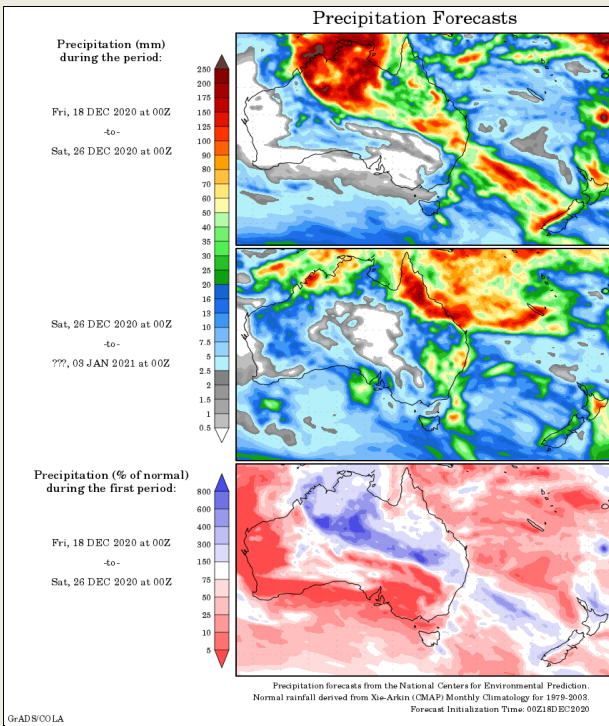 Precipitation Forecasts
Precipitation (mm)
during the period:
Fri, 18 DEC 2020 at 00Z
-to-
Sat, 26 DEC 2020 at 00Z
250
200
175
150
125
100
90
80
70
60
50
40
35
30
25
20
16
13
10
7.5
5
2.5
2
1.5
1
0.5
Sat, 26 DEC 2020 at 00Z
-to-
???, 03 JAN 2021 at 00Z
Precipitation (% of normal)
during the first period:
Fri, 18 DEC 2020 at 00Z
-to-
Sat, 26 DEC 2020 at 00Z
800
600
400
300
150
75
50
25
10
5
Precipitation forecasts from the National Centers for Environmental Prediction.
Normal rainfall derived from Xie-Arkin (CMAP) Monthly Climatology for 1979-2003.
Forecast Initialization Time: 00Z18DEC2020
GrADS/COLA